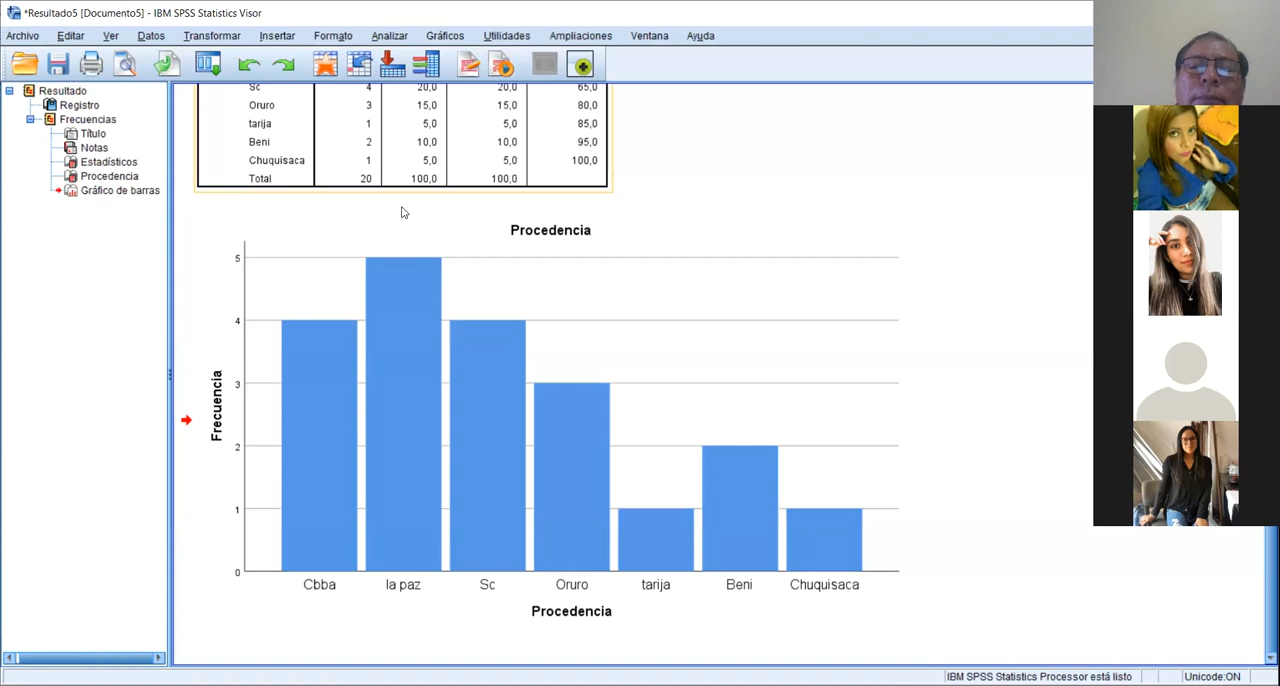 *Resultado5 [Documento5] - IBM SPSS Statistics Visor
Archivo Editar Ver Datos Transformar Insertar Formato Analizar Gráficos Utilidades Ampliaciones Ventana Ayuda
Resultado
Registro
Frecuencias
Título
Notas
Estadísticos
Procedencia
Gráfico de barras
Sc 4 20,0 20,0 65,0
Oruro 3 15,0 15,0 80,0
tarija 1 5,0 5,0 85,0
Beni 2 10,0 10,0 95,0
Chuquisaca 1 5,0 5,0 100,0
Total 20 100,0 100,0
Procedencia
Frecuencia
5
4
3
2
1
0
Cbba la paz Sc Oruro tarija Beni Chuquisaca
Procedencia
IBM SPSS Statistics Processor está listo Unicode:ON